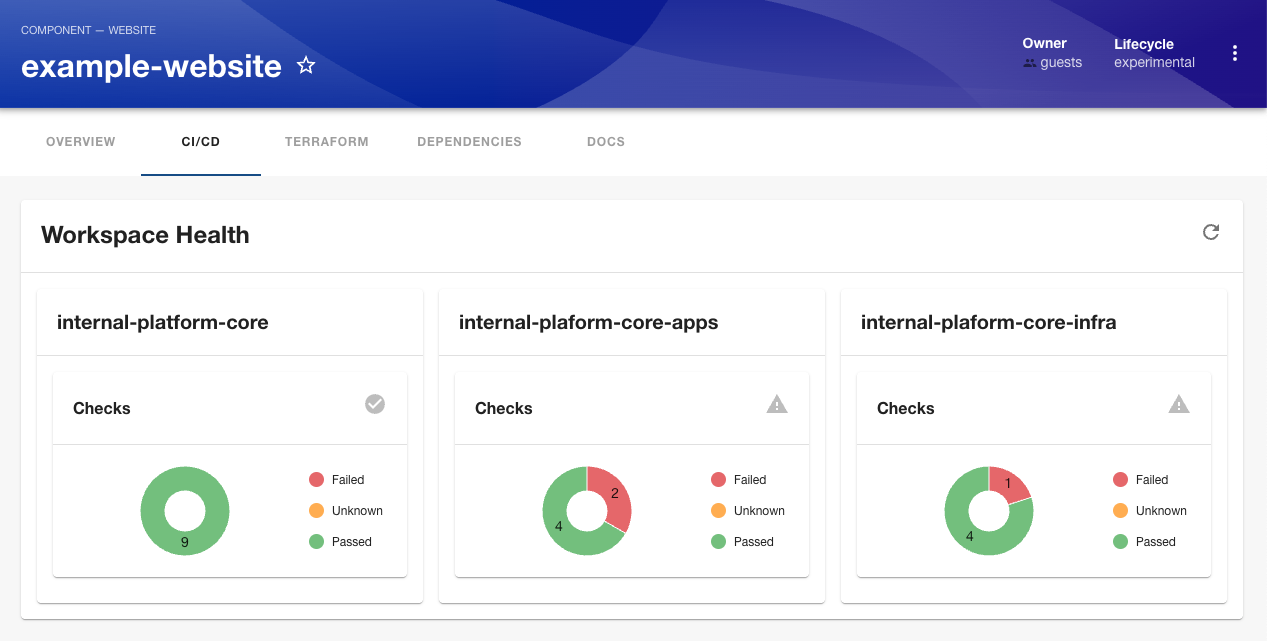 COMPONENT — WEBSITE
example-website
Owner
guests
Lifecycle
experimental
OVERVIEW
CI/CD
TERRAFORM
DEPENDENCIES
DOCS
Workspace Health
internal-platform-core
Checks
9
Failed
Unknown
Passed
internal-plaform-core-apps
Checks
2
4
Failed
Unknown
Passed
internal-plaform-core-infra
Checks
1
4
Failed
Unknown
Passed